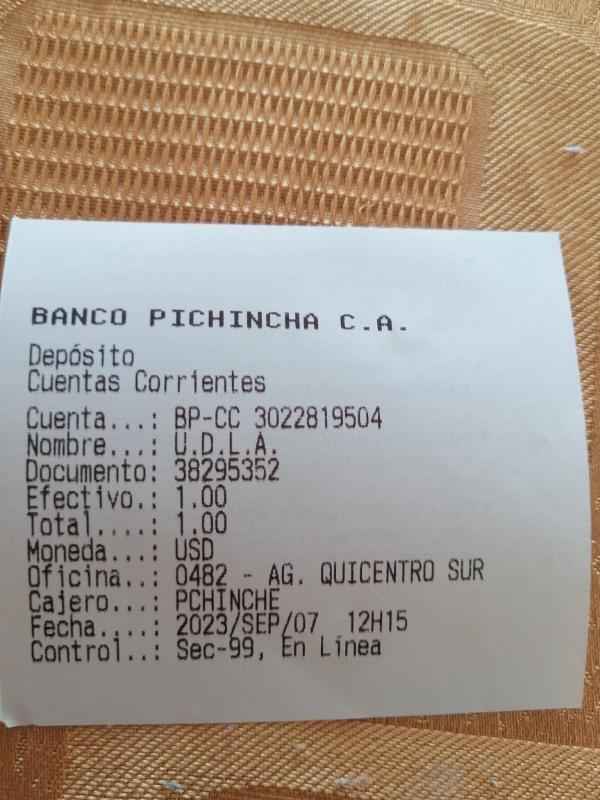 BANCO PICHINCHA C.A.
Depósito
Cuentas Corrientes
Cuenta...: BP-CC 3022819504
Nombre...: U.D.L.A.
Documento: 38295352
Efectivo.: 1.00
Total....: 1.00
Moneda...: USD
Oficina..: 0482 - AG. QUICENTRO SUR
Cajero...: PCHINCHE
Fecha....: 2023/SEP/07 12H15
Control..: Sec-99, En Línea